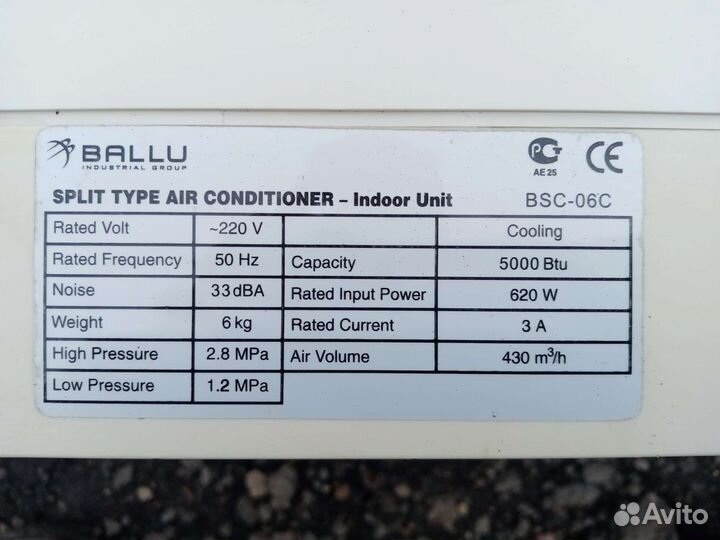 BALLU
INDUSTRIAL GROUP
PC
AE 25
CE
SPLIT TYPE AIR CONDITIONER – Indoor Unit BSC-06C
Rated Volt ~220 V Cooling
Rated Frequency 50 Hz Capacity 5000 Btu
Noise 33 dBA Rated Input Power 620 W
Weight 6 kg Rated Current 3 A
High Pressure 2.8 MPa Air Volume 430 m³/h
Low Pressure 1.2 MPa
Avito